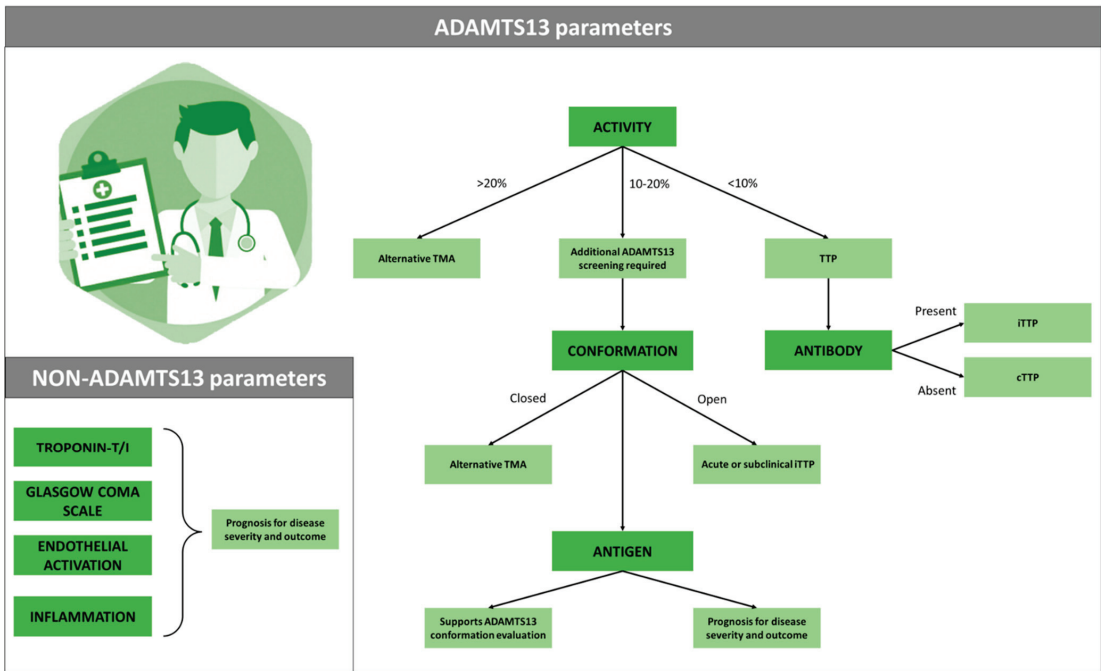 ADAMTS13 parameters
ACTIVITY
>20%
10-20%
<10%
Alternative TMA
Additional ADAMTS13
screening required
TTP
CONFORMATION
ANTIBODY
Present
iTTP
Absent
cTTP
Closed
Open
Alternative TMA
Acute or subclinical iTTP
ANTIGEN
Supports ADAMTS13
conformation evaluation
Prognosis for disease
severity and outcome
NON-ADAMTS13 parameters
TROPONIN-T/I
GLASGOW COMA
SCALE
ENDOTHELIAL
ACTIVATION
INFLAMMATION
Prognosis for disease
severity and outcome